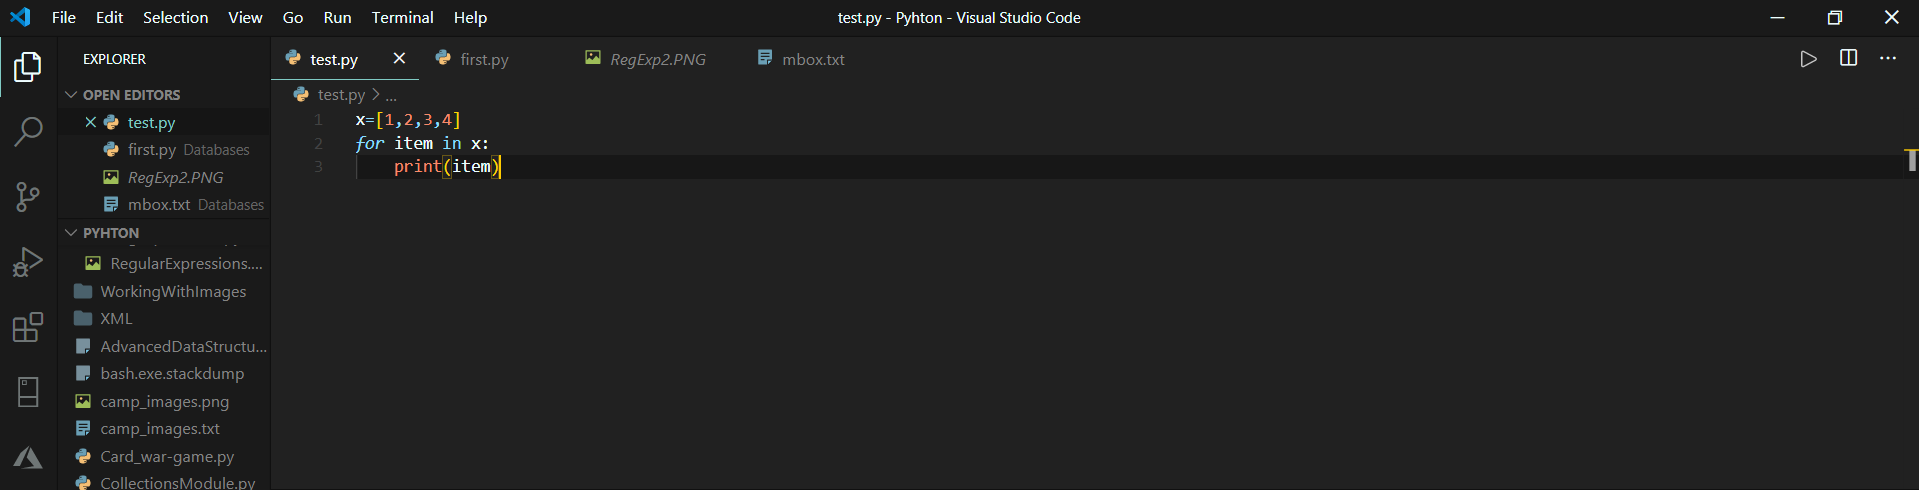 File Edit Selection View Go Run Terminal Help test.py - Pyhton - Visual Studio Code
EXPLORER
OPEN EDITORS
test.py
first.py Databases
RegExp2.PNG
mbox.txt Databases
PYHTON
RegularExpressions....
WorkingWithImages
XML
AdvancedDataStructu...
bash.exe.stackdump
camp_images.png
camp_images.txt
Card_war-game.py
CollectionsModule.py
test.py first.py RegExp2.PNG mbox.txt
test.py > ...
1 x=[1,2,3,4]
2 for item in x:
3 print(item)